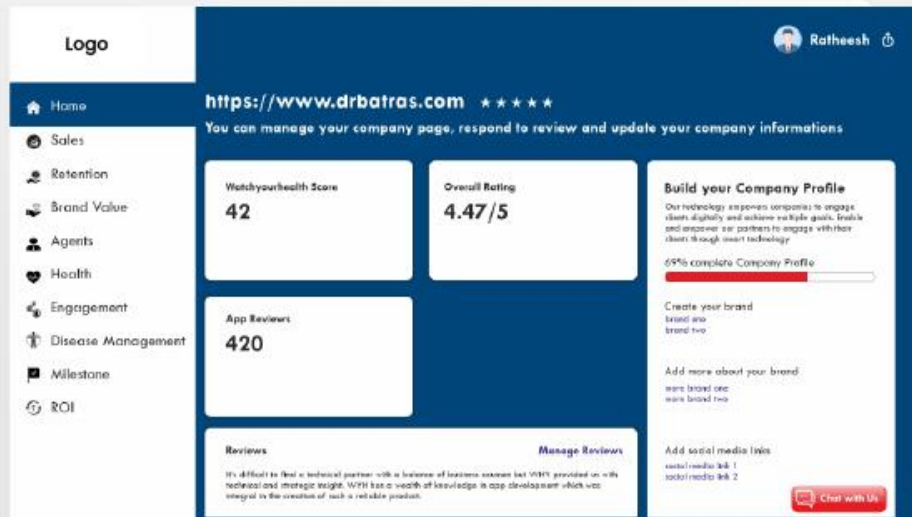 Logo
Ratheesh
Home
Sales
Retention
Brand Value
Agents
Health
Engagement
Disease Management
Milestone
ROI
https://www.drbatras.com ★★★★★
You can manage your company page, respond to review and update your company informations
Watchyourhealth Score
42
Overall Rating
4.47/5
App Reviews
420
Reviews
Manage Reviews
It's difficult to find a technical partner with a balance of business sources but WHY provided us with
technical and strategic insight. WYH has a wealth of knowledge in app development which was
integral in the creation of such a reliable product.
Build your Company Profile
Our technology empowers companies to engage
clients digitally and achieve multiple goals. Enable
and empower our partners to engage with their
clients through smart technology
69% complete Company Profile
Create your brand
brand one
brand two
Add more about your brand
more brand one
more brand two
Add social media links
social media link 1
social media link 2
Chat with Us